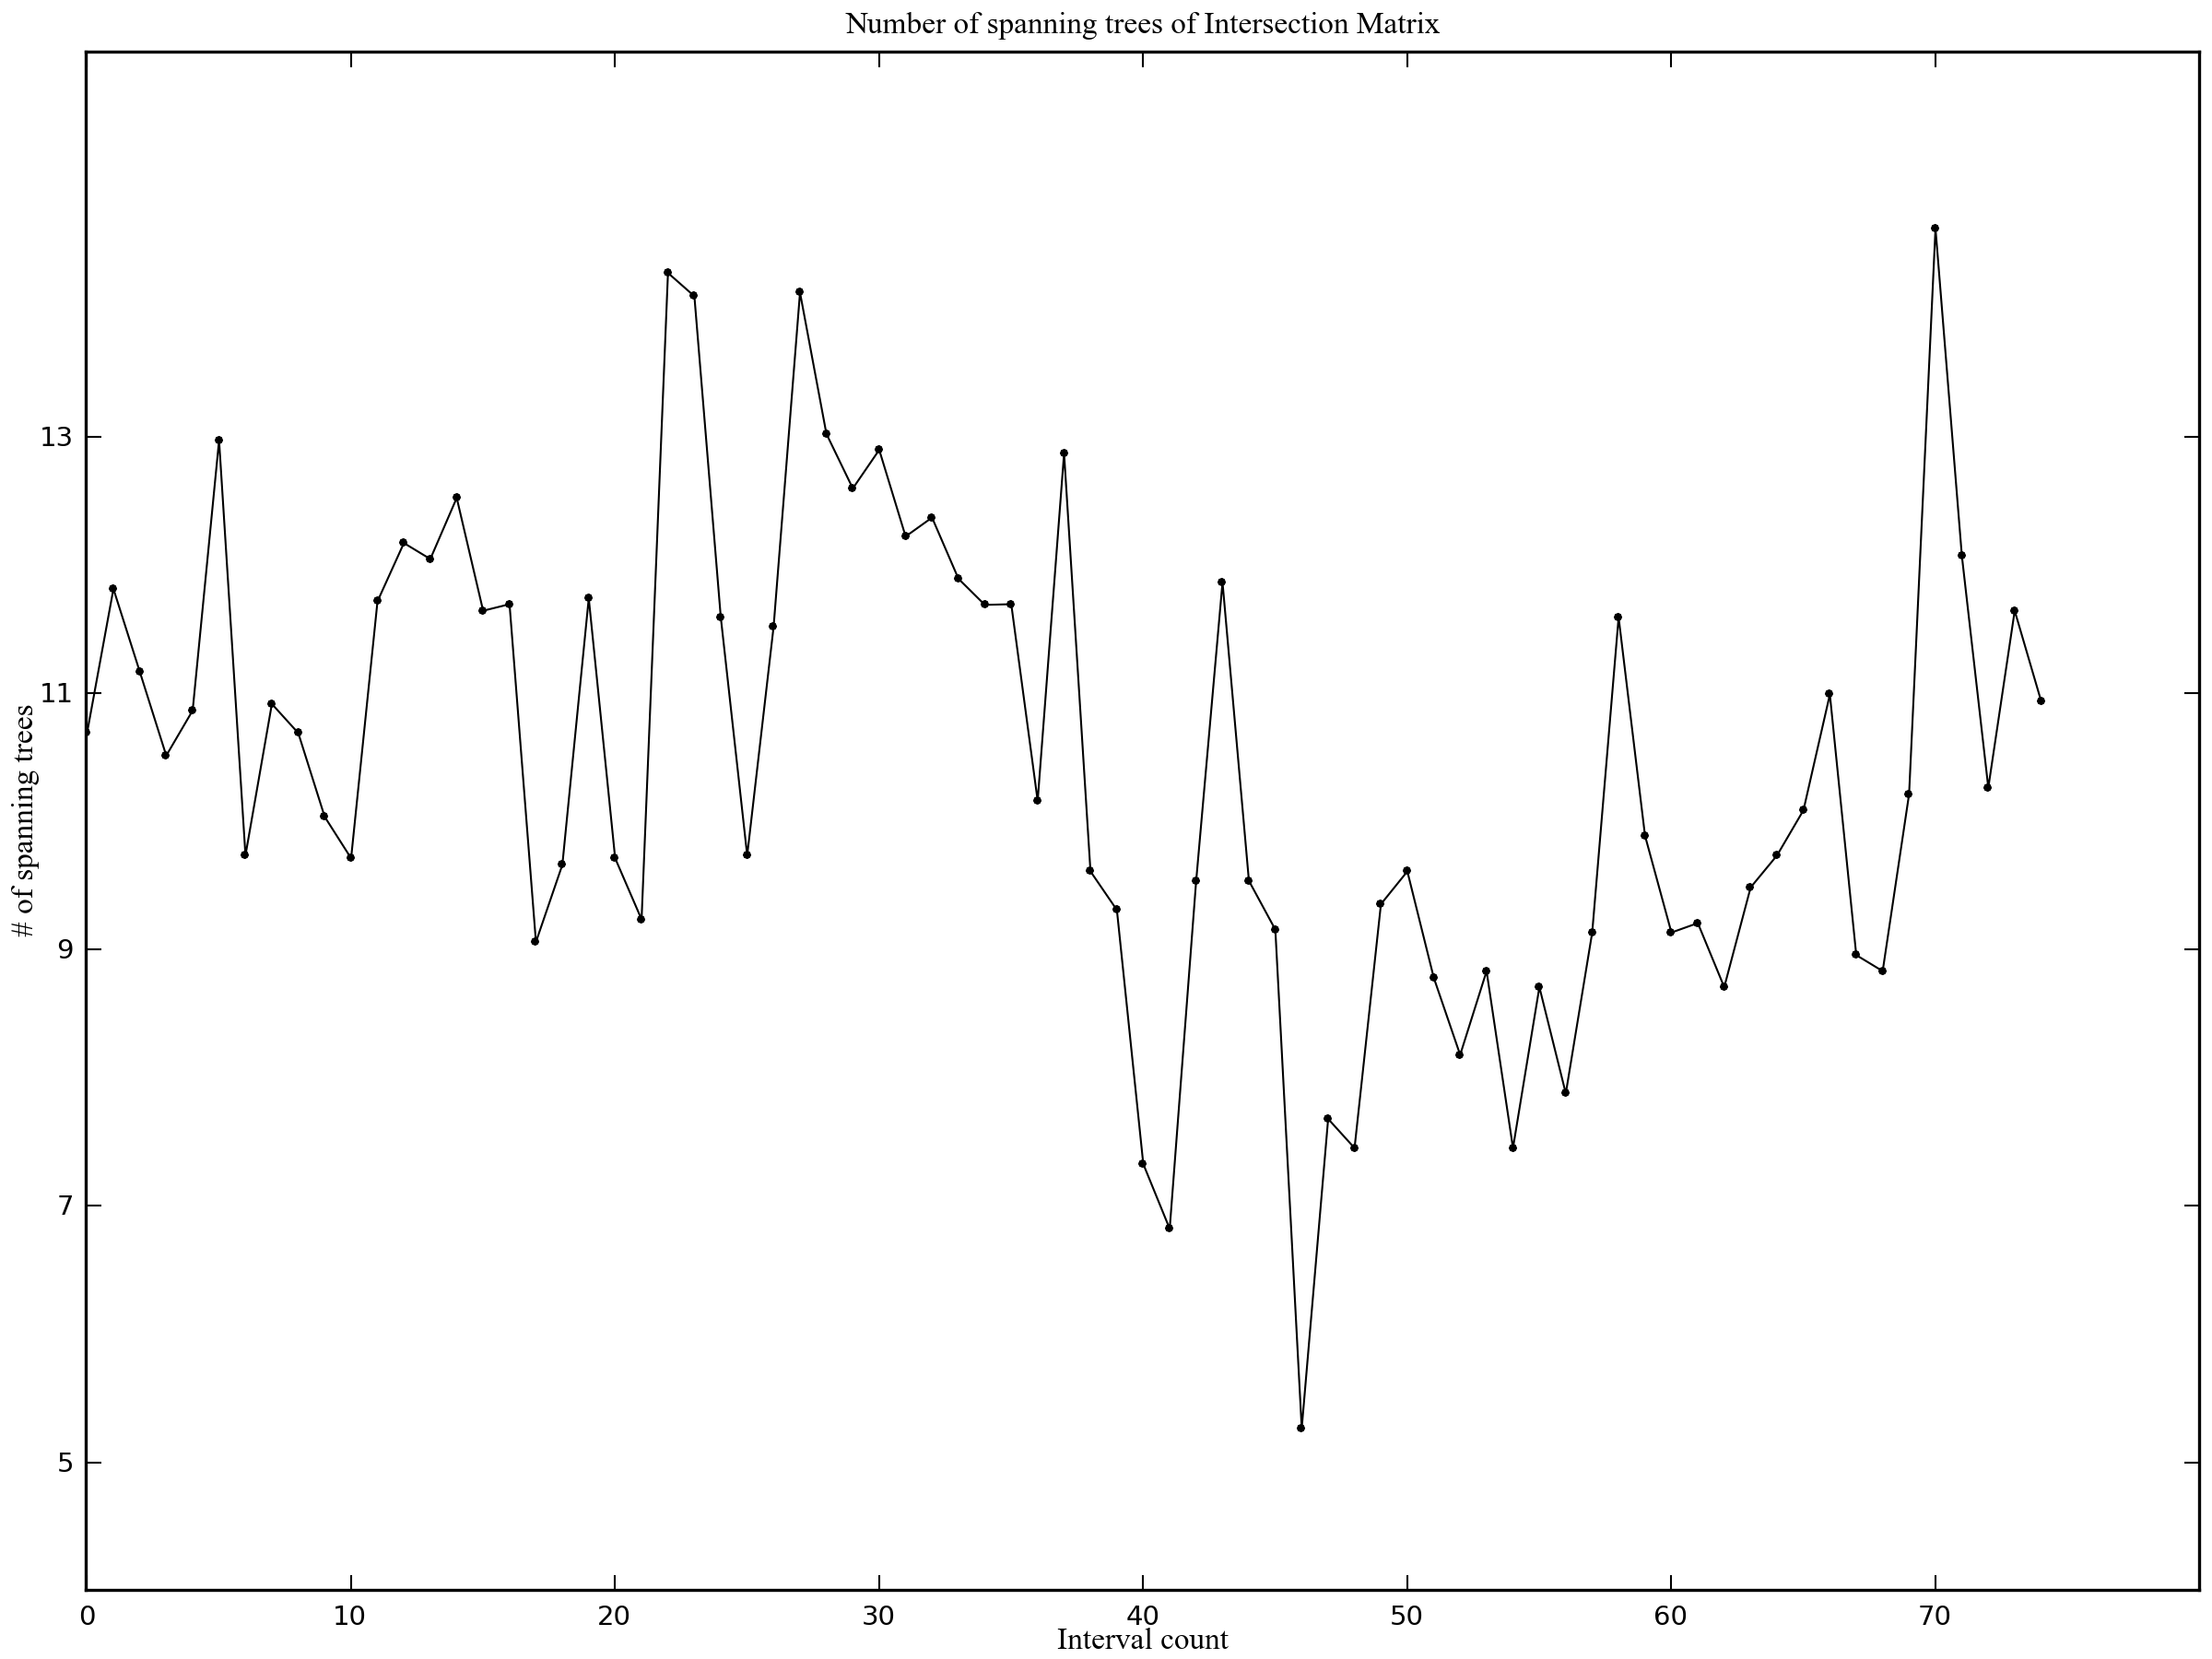 Number of spanning trees of Intersection Matrix
# of spanning trees
13
11
9
7
5
0 10 20 30 40 50 60 70
Interval count